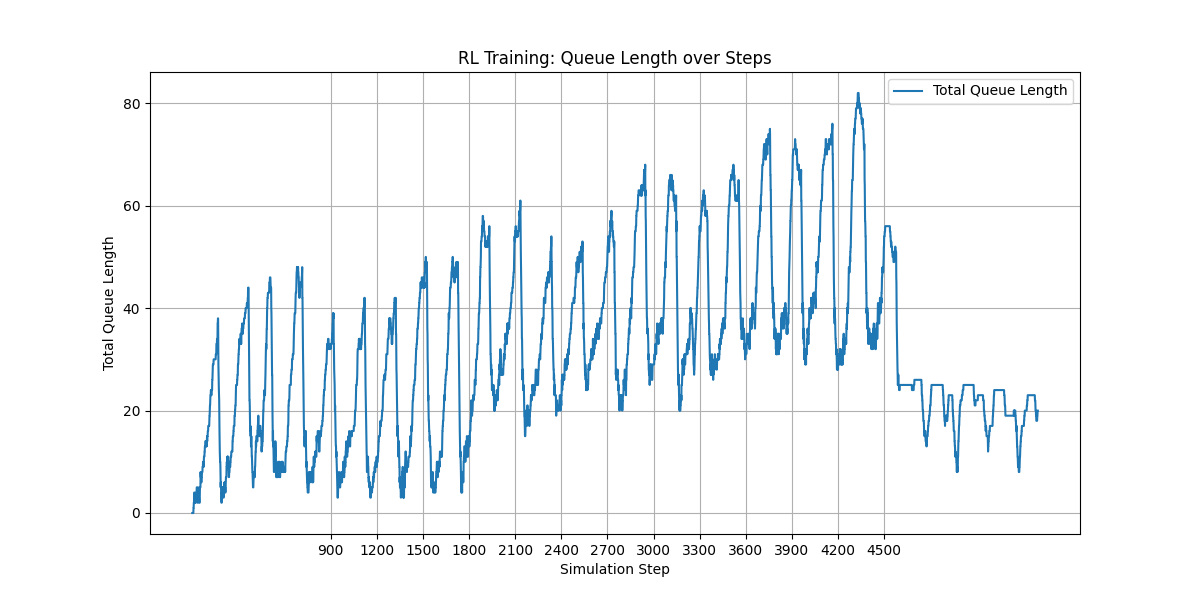 RL Training: Queue Length over Steps
Total Queue Length
80
60
40
20
0
Total Queue Length
900 1200 1500 1800 2100 2400 2700 3000 3300 3600 3900 4200 4500
Simulation Step